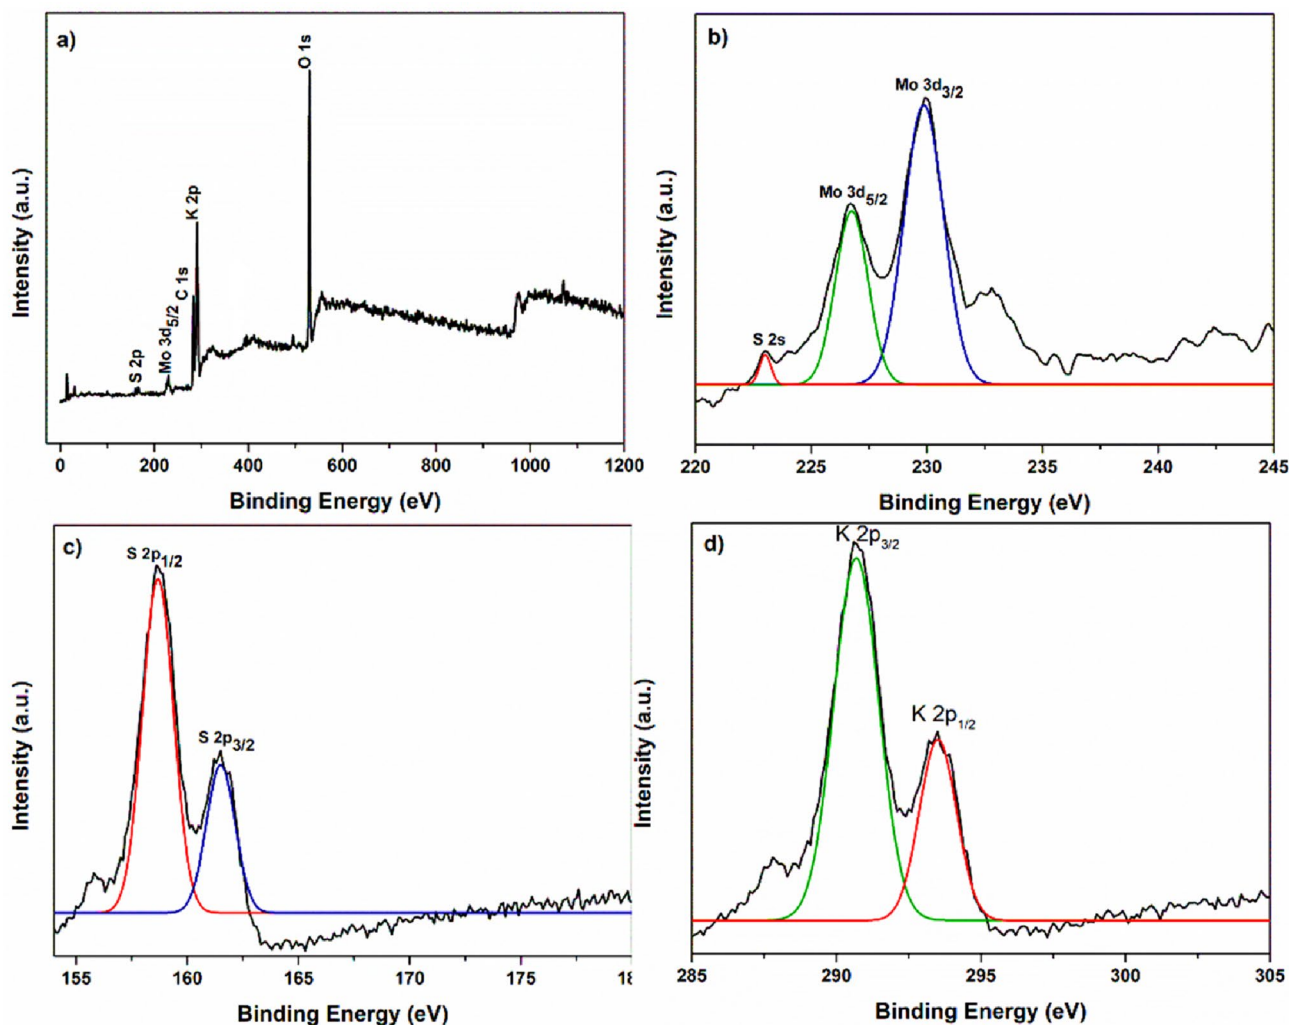 a)
O 1s
K 2p
C 1s
Mo 3d5/2
S 2p
Intensity (a.u.)
0 200 400 600 800 1000 1200
Binding Energy (eV)
b)
Mo 3d3/2
Mo 3d5/2
S 2s
Intensity (a.u.)
220 225 230 235 240 245
Binding Energy (eV)
c)
S 2p1/2
S 2p3/2
Intensity (a.u.)
155 160 165 170 175 18
Binding Energy (eV)
d)
K 2p3/2
K 2p1/2
Intensity (a.u.)
285 290 295 300 305
Binding Energy (eV)